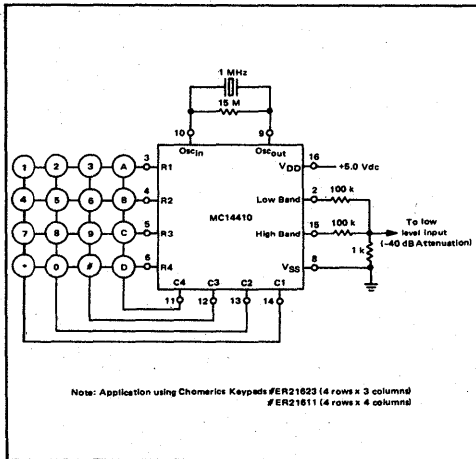 1 MHz
15 M
10 9
Osc_in Osc_out
1 2 3 A 3 R1
V_DD 16 +5.0 Vdc
4 5 6 B 4 R2
Low Band 2 100 k
MC14410
7 8 9 C 5 R3
High Band 15 100 k
To low
level input
(-40 dB Attenuation)
1 k
* 0 # D 6 R4
V_SS 8
C4 C3 C2 C1
11 12 13 14
Note: Application using Chomerics Keypads #ER21623 (4 rows x 3 columns)
#ER21611 (4 rows x 4 columns)